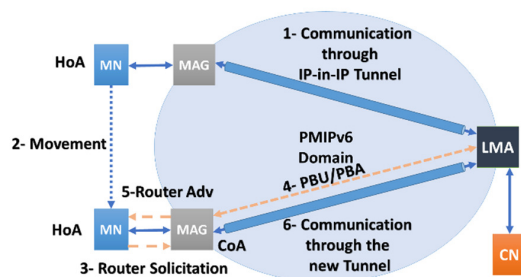 1- Communication
through
IP-in-IP Tunnel
HoA
MN
MAG
2- Movement
PMIPv6
Domain
LMA
4- PBU/PBA
5-Router Adv
HoA
MN
MAG
CoA
6- Communication
through the
new Tunnel
3- Router Solicitation
CN